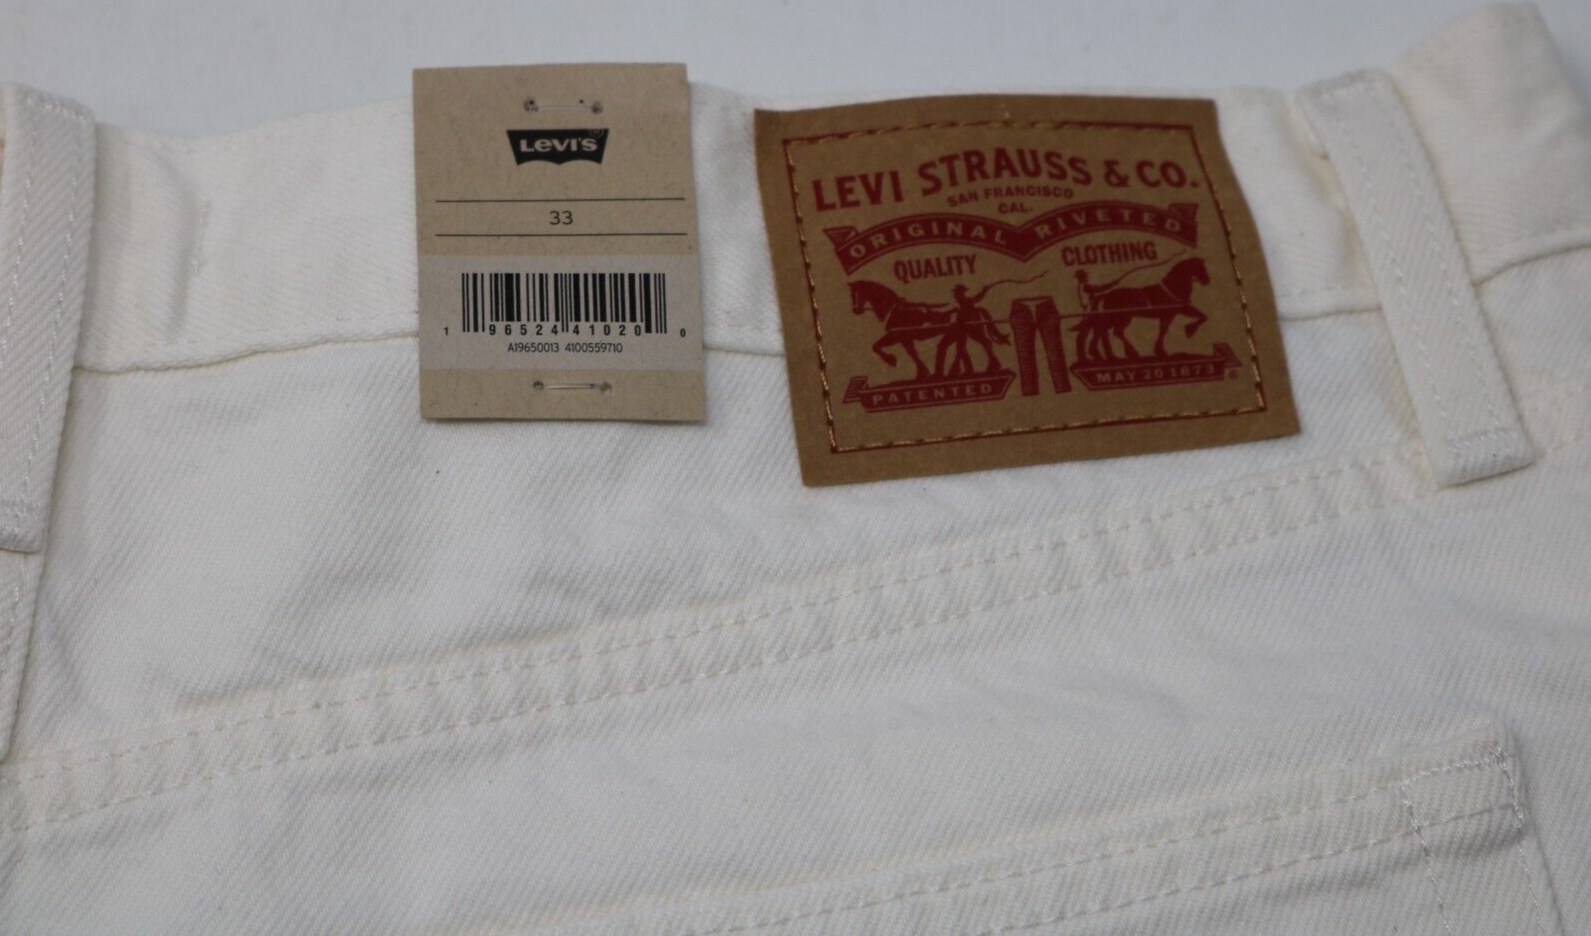 LEVI'S
33
1 96524 41020 0
A19650013 4100559710
LEVI STRAUSS & CO.
SAN FRANCISCO
CAL.
ORIGINAL RIVETED
QUALITY CLOTHING
PATENTED MAY 20 1873 ®